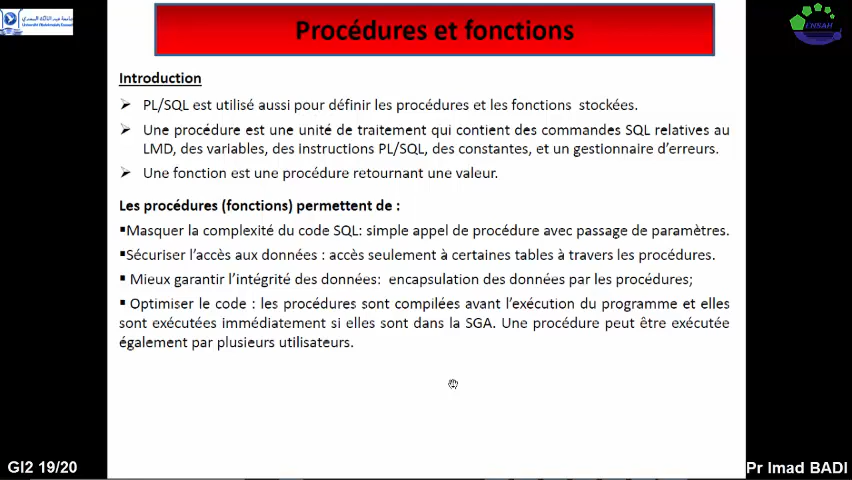 Procédures et fonctions
ENSAH
Introduction
➢ PL/SQL est utilisé aussi pour définir les procédures et les fonctions stockées.
➢ Une procédure est une unité de traitement qui contient des commandes SQL relatives au
LMD, des variables, des instructions PL/SQL, des constantes, et un gestionnaire d’erreurs.
➢ Une fonction est une procédure retournant une valeur.
Les procédures (fonctions) permettent de :
▪Masquer la complexité du code SQL: simple appel de procédure avec passage de paramètres.
▪Sécuriser l’accès aux données : accès seulement à certaines tables à travers les procédures.
▪ Mieux garantir l’intégrité des données: encapsulation des données par les procédures;
▪ Optimiser le code : les procédures sont compilées avant l’exécution du programme et elles
sont exécutées immédiatement si elles sont dans la SGA. Une procédure peut être exécutée
également par plusieurs utilisateurs.
GI2 19/20
Pr Imad BADI